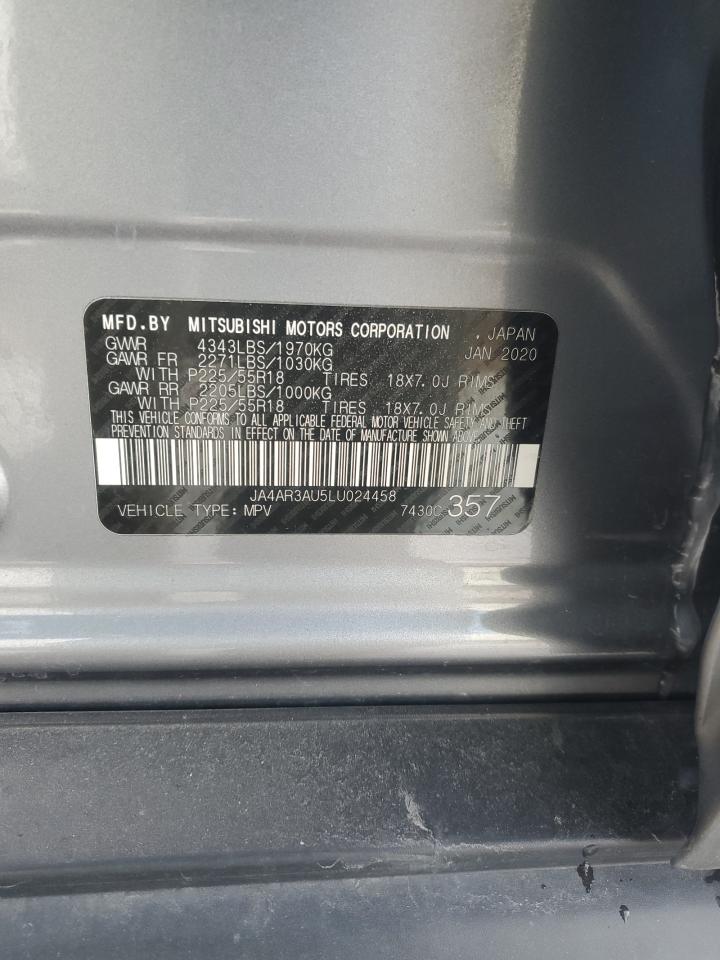 MFD.BY MITSUBISHI MOTORS CORPORATION , JAPAN
GWWR 4343LBS/1970KG JAN 2020
GAWR FR 2271LBS/1030KG
WITH P225/55R18 TIRES 18X7.0J RIMS
GAWR RR 2205LBS/1000KG
WITH P225/55R18 TIRES 18X7.0J RIMS
THIS VEHICLE CONFORMS TO ALL APPLICABLE FEDERAL MOTOR VEHICLE SAFETY AND THEFT
PREVENTION STANDARDS IN EFFECT ON THE DATE OF MANUFACTURE SHOWN ABOVE.
JA4AR3AU5LU024458
VEHICLE TYPE: MPV 7430C 357